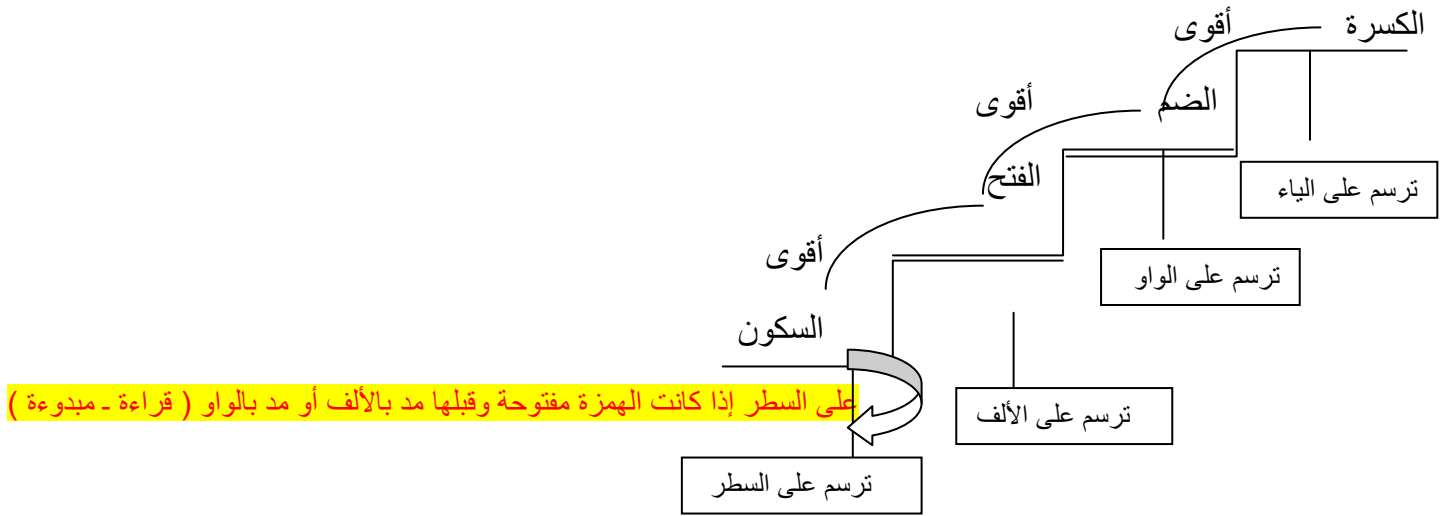 الكسرة
أقوى
الضم
أقوى
ترسم على الياء
الفتح
أقوى
ترسم على الواو
السكون
على السطر إذا كانت الهمزة مفتوحة وقبلها مد بالألف أو مد بالواو ( قراءة ـ مبدوءة )
ترسم على الألف
ترسم على السطر